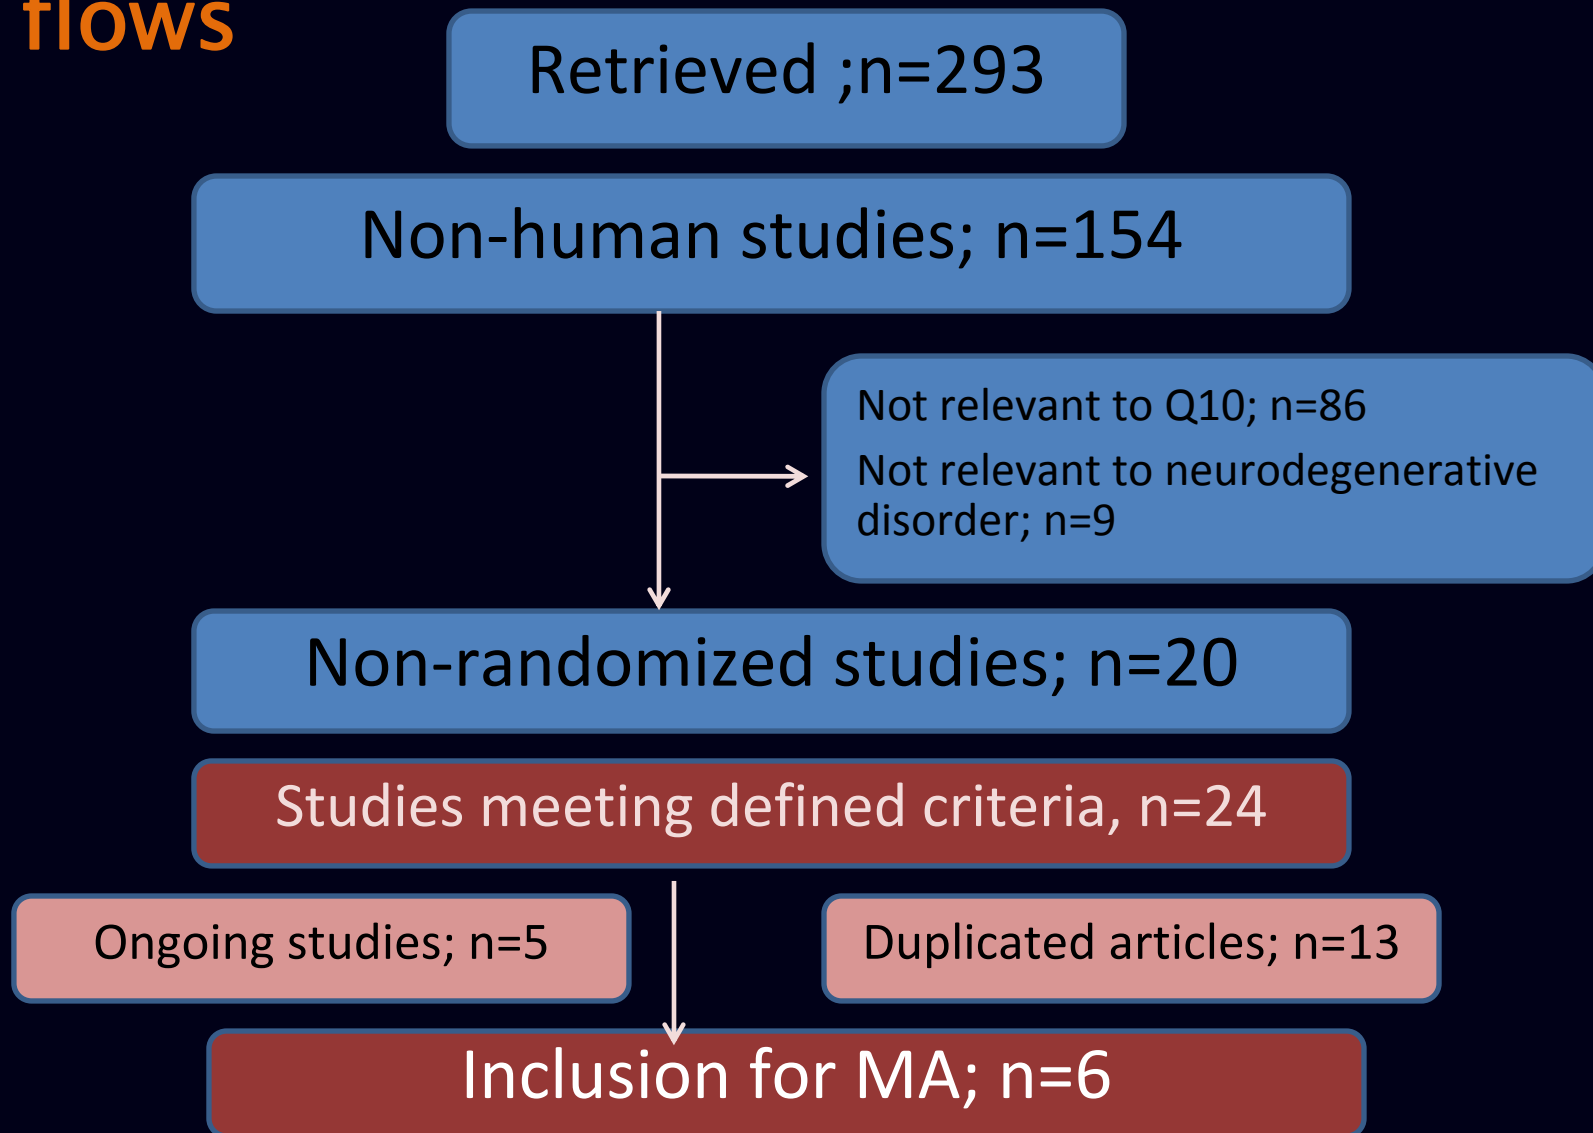 flows
Retrieved ;n=293
Non-human studies; n=154
Not relevant to Q10; n=86
Not relevant to neurodegenerative
disorder; n=9
Non-randomized studies; n=20
Studies meeting defined criteria, n=24
Ongoing studies; n=5
Duplicated articles; n=13
Inclusion for MA; n=6